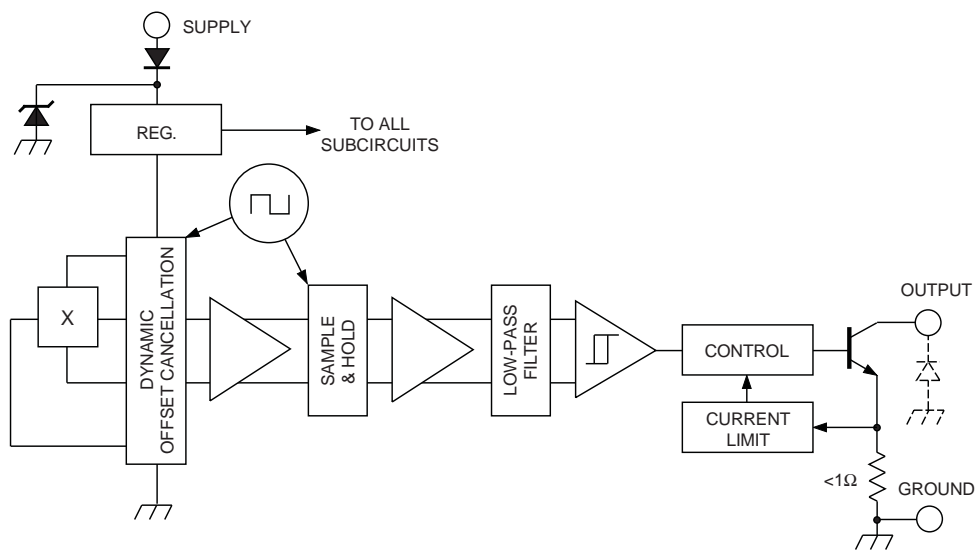 SUPPLY
REG.
TO ALL
SUBCIRCUITS
X
DYNAMIC
OFFSET CANCELLATION
SAMPLE
& HOLD
LOW-PASS
FILTER
CONTROL
CURRENT
LIMIT
OUTPUT
<1Ω
GROUND